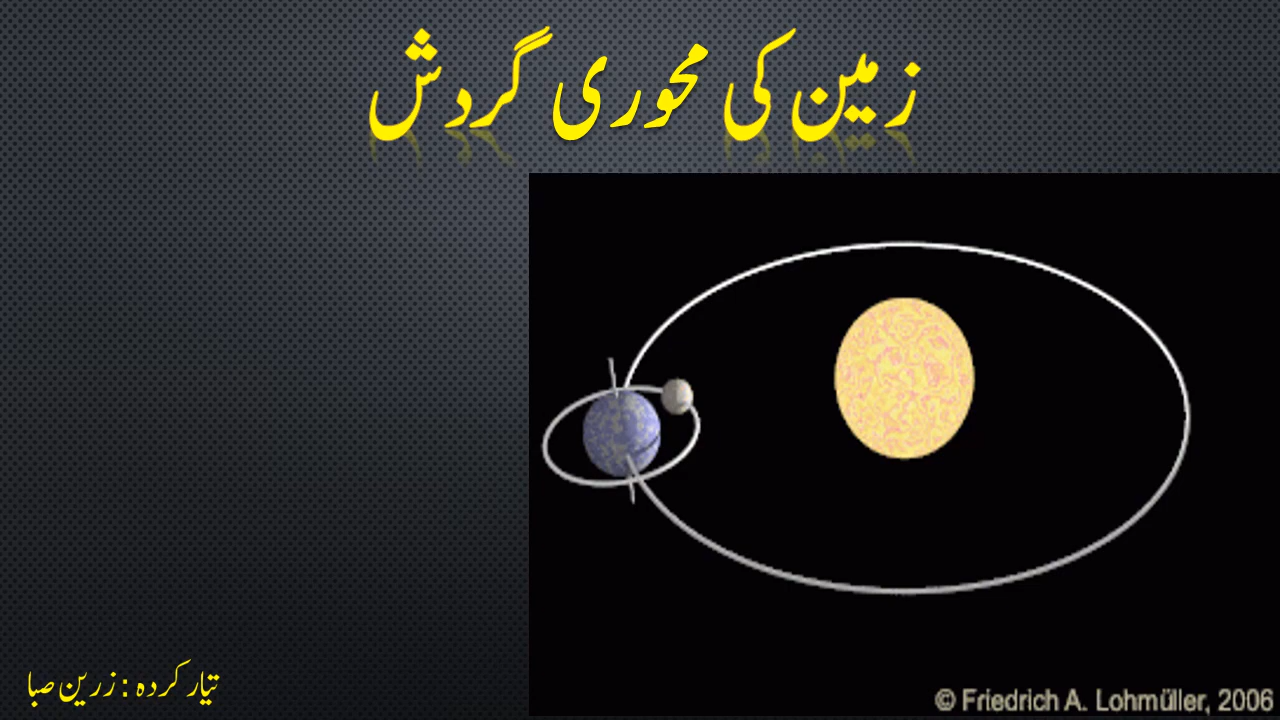 زمین کی محوری گردش
تیار کردہ : زرین صبا
© Friedrich A. Lohmüller, 2006